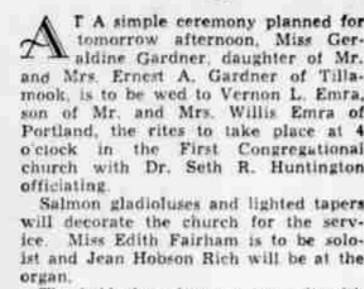 AT A simple ceremony planned for
tomorrow afternoon, Miss Ger-
aldine Gardner, daughter of Mr.
and Mrs. Ernest A. Gardner of Tilla-
mook, is to be wed to Vernon L. Emra,
son of Mr. and Mrs. Willis Emra of
Portland, the rites to take place at 4
o'clock in the First Congregational
church with Dr. Seth R. Huntington
officiating.
Salmon gladioluses and lighted tapers
will decorate the church for the serv-
ice. Miss Edith Fairham is to be solo-
ist and Jean Hobson Rich will be at the
organ.